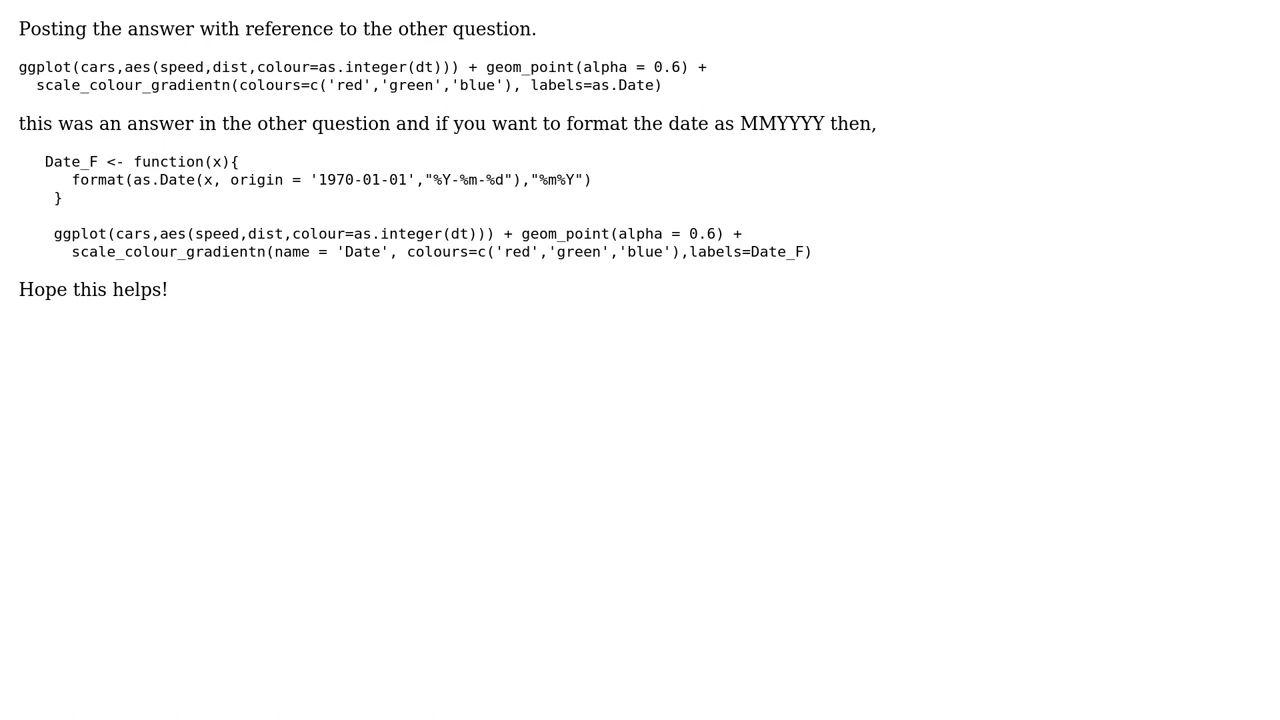 Posting the answer with reference to the other question.
ggplot(cars,aes(speed,dist,colour=as.integer(dt))) + geom_point(alpha = 0.6) +
  scale_colour_gradientn(colours=c('red','green','blue'), labels=as.Date)
this was an answer in the other question and if you want to format the date as MMYYYY then,
   Date_F <- function(x){
      format(as.Date(x, origin = '1970-01-01',"%Y-%m-%d"),"%m%Y")
    }
    ggplot(cars,aes(speed,dist,colour=as.integer(dt))) + geom_point(alpha = 0.6) +
      scale_colour_gradientn(name = 'Date', colours=c('red','green','blue'),labels=Date_F)
Hope this helps!